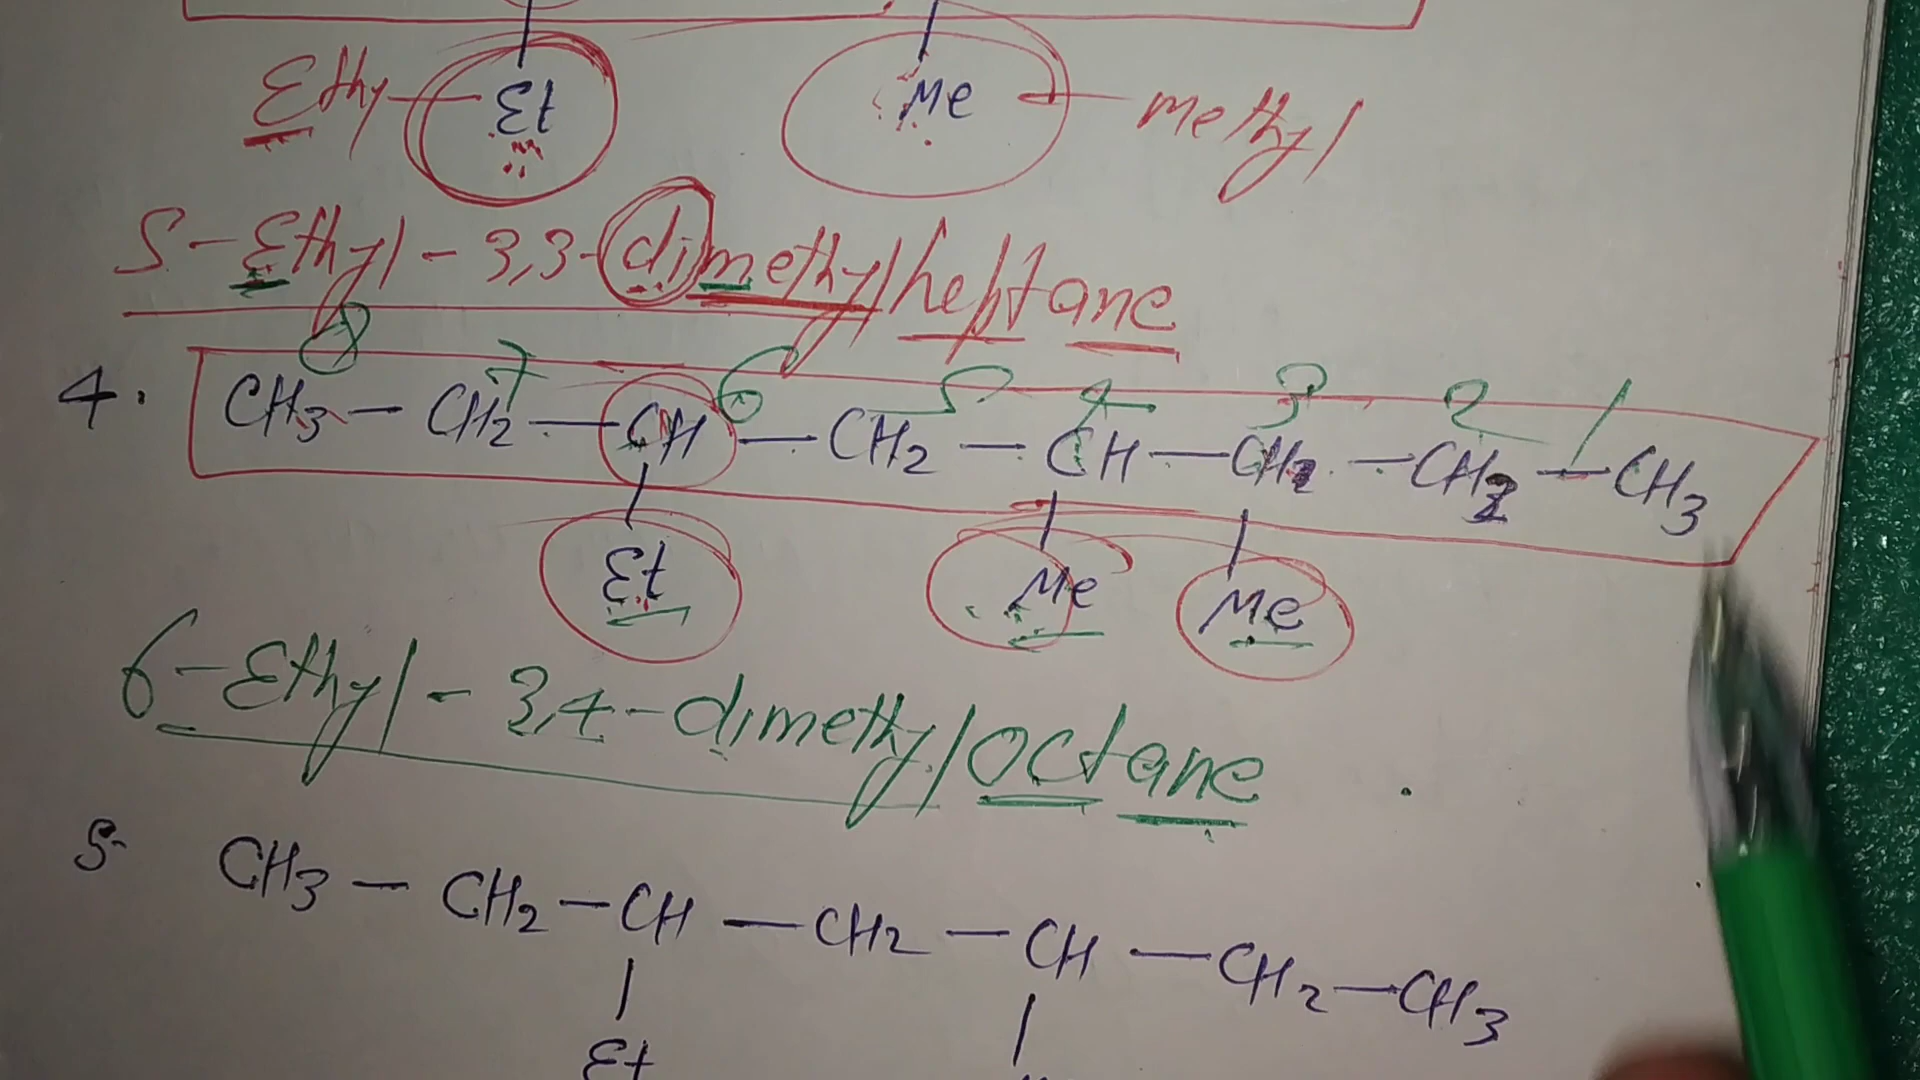 Ethy Et Me methyl
5-Ethyl-3,3-dimethylheptane
8 7 6 5 4 3 2 1
4. CH3 — CH2 — CH — CH2 — CH — CH2 — CH2 — CH3
Et Me Me
6-Ethyl-3,4-dimethyloctane
5- CH3 — CH2 — CH — CH2 — CH — CH2 — CH3
Et